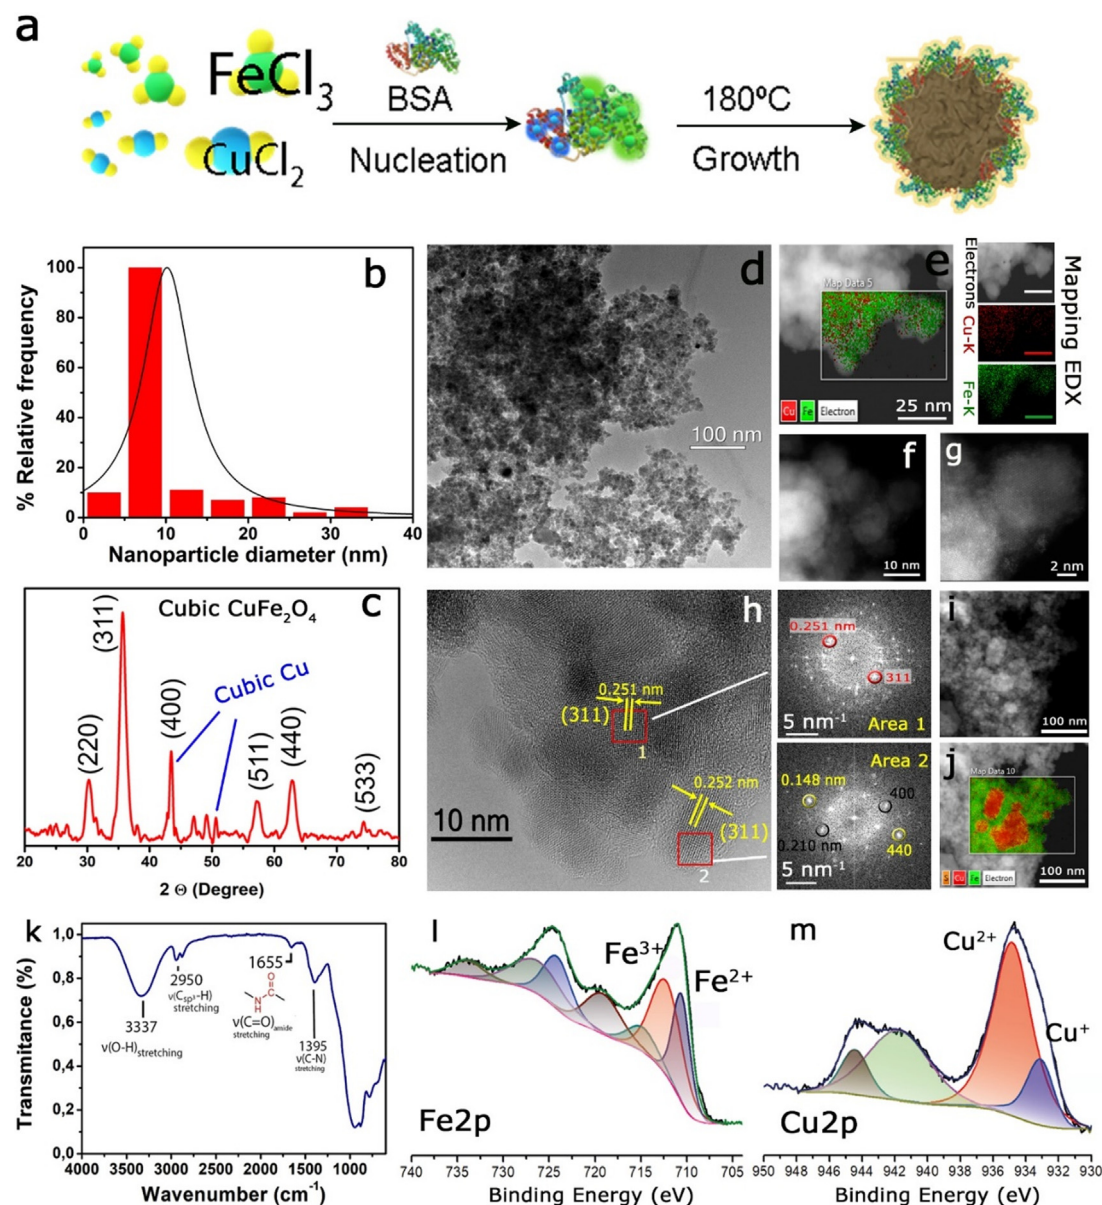 a
FeCl3
CuCl2
BSA
Nucleation
180ºC
Growth
b
% Relative frequency
100
80
60
40
20
0
0 10 20 30 40
Nanoparticle diameter (nm)
d
100 nm
e
Map Data 5
Cu Fe Electron
25 nm
Electrons
Cu-K
Fe-K
Mapping EDX
f
10 nm
g
2 nm
c
Cubic CuFe2O4
(220)
(311)
(400)
Cubic Cu
(511)
(440)
(533)
20 30 40 50 60 70 80
2 Θ (Degree)
h
0.251 nm
(311)
1
0.252 nm
(311)
2
10 nm
0.251 nm
311
5 nm-1
Area 1
Area 2
0.148 nm
400
0.210 nm
440
5 nm-1
i
100 nm
j
Map Data 10
Cu Fe Electron
100 nm
k
Transmitance (%)
1,0
0,8
0,6
0,4
0,2
0,0
3337
ν(O-H)stretching
2950
ν(Csp3-H)
stretching
1655
O
N
H
ν(C=O)amide
stretching
1395
ν(C-N)
stretching
4000 3500 3000 2500 2000 1500 1000
Wavenumber (cm-1)
l
Fe3+
Fe2+
Fe2p
740 735 730 725 720 715 710 705
Binding Energy (eV)
m
Cu2+
Cu+
Cu2p
950 948 946 944 942 940 938 936 934 932 930
Binding Energy (eV)